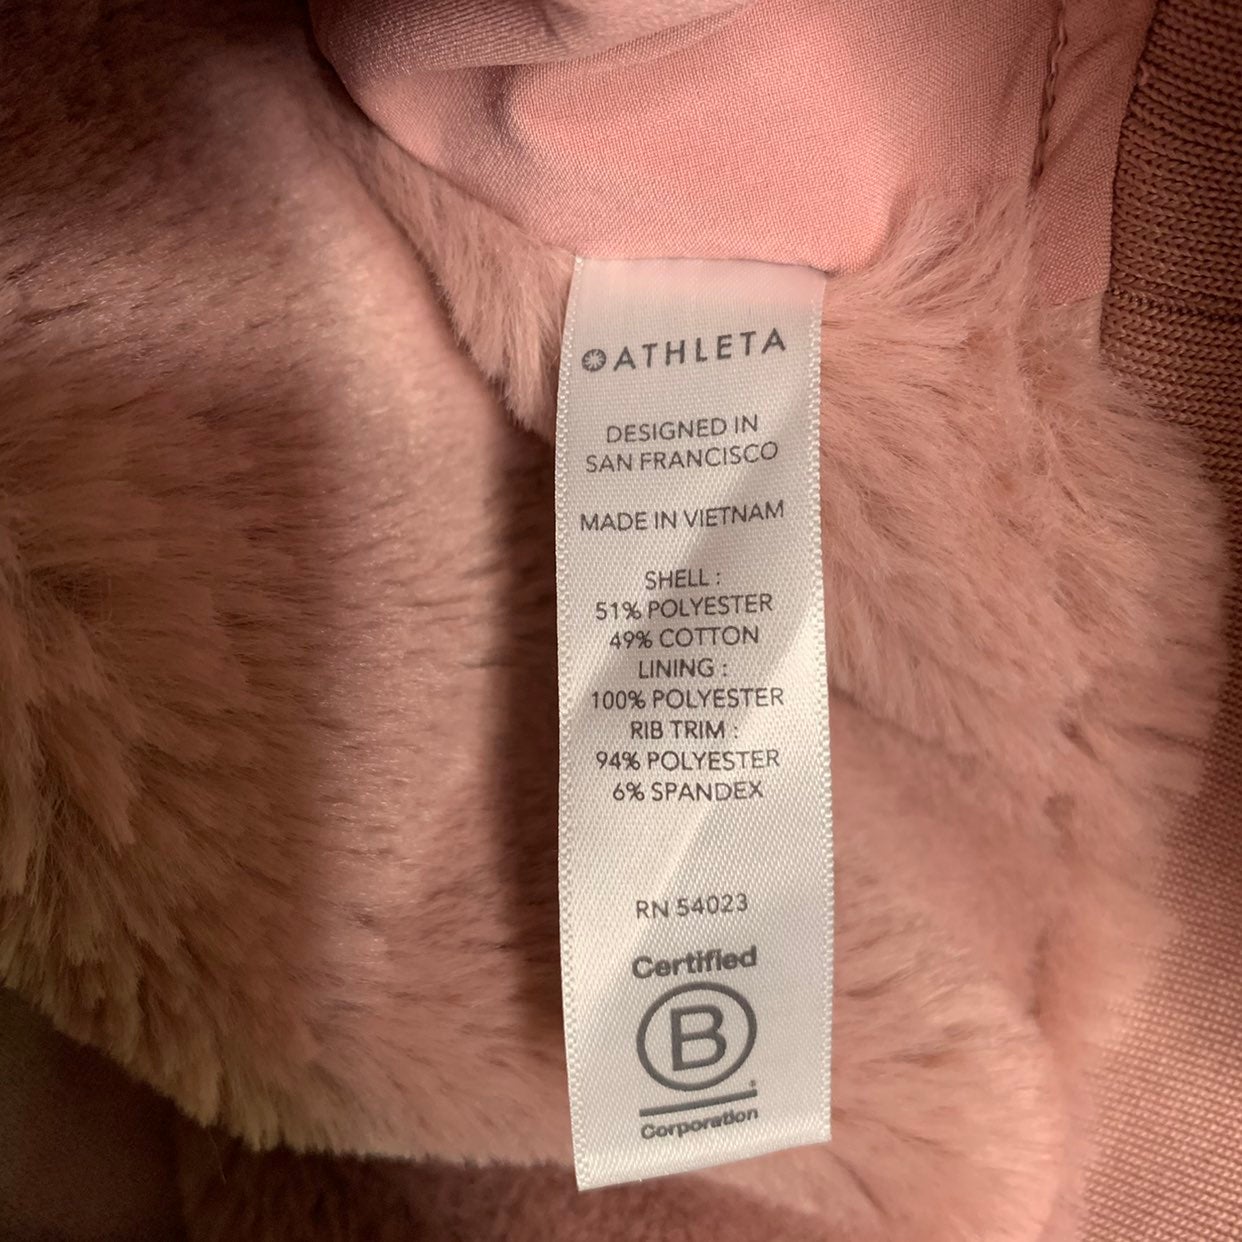 ATHLETA
DESIGNED IN
SAN FRANCISCO
MADE IN VIETNAM
SHELL :
51% POLYESTER
49% COTTON
LINING :
100% POLYESTER
RIB TRIM :
94% POLYESTER
6% SPANDEX
RN 54023
Certified
B
Corporation